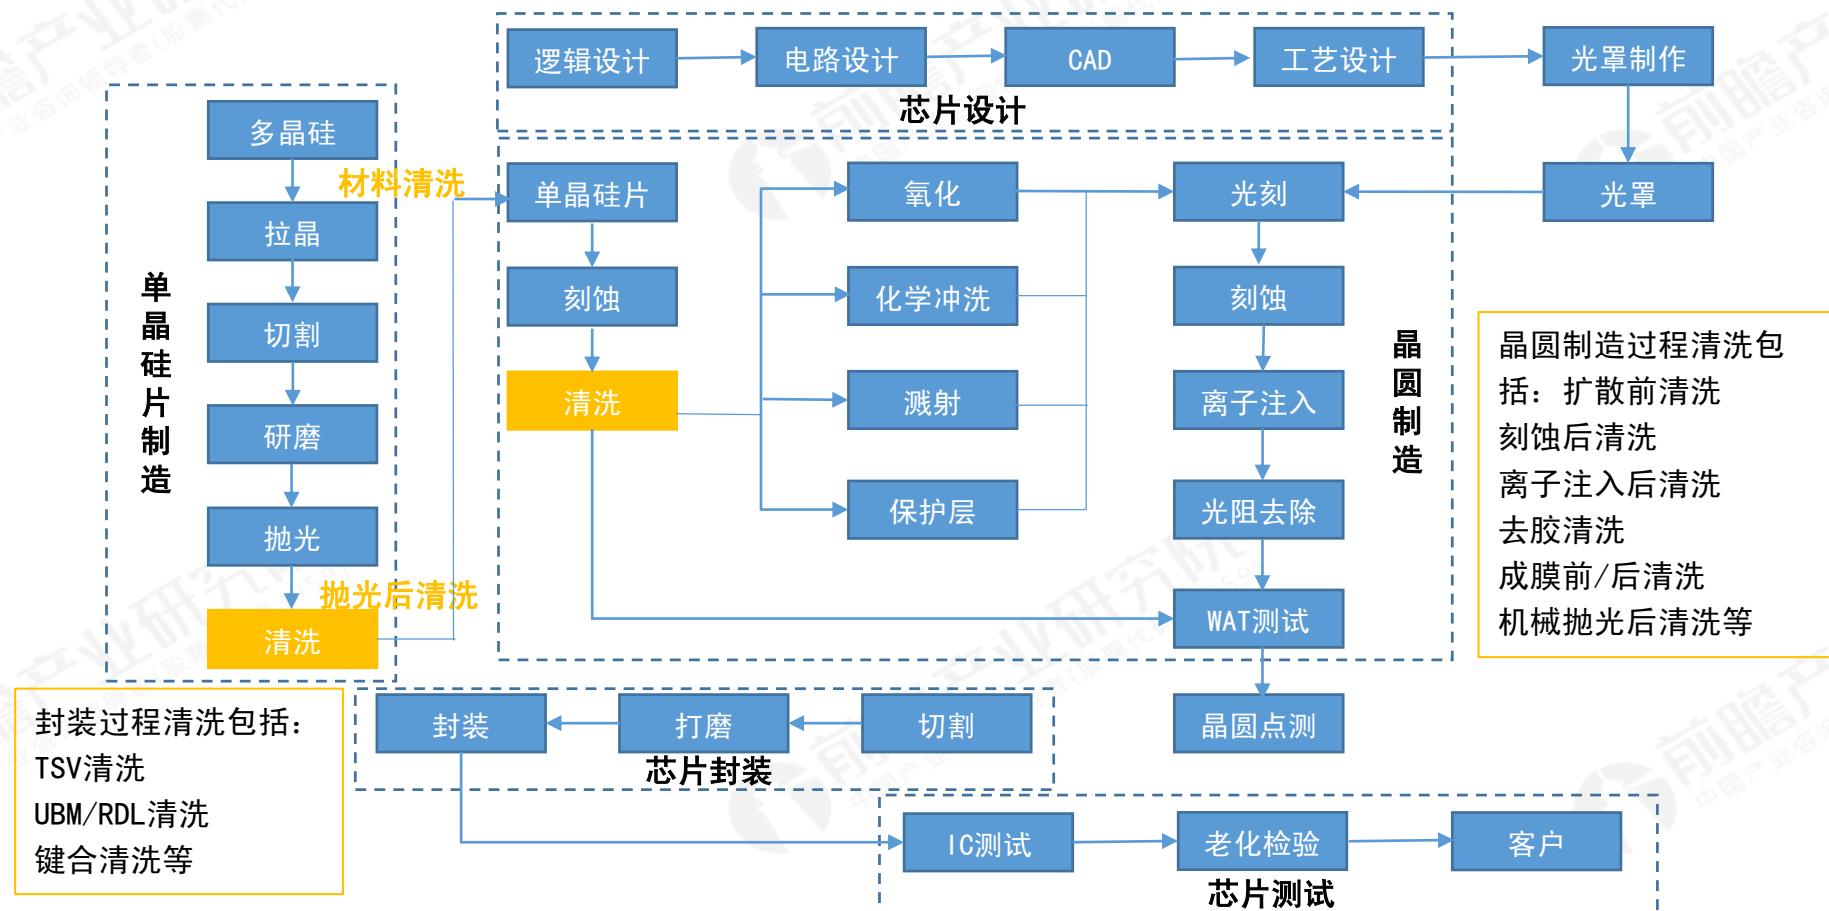 逻辑设计
电路设计
CAD
工艺设计
光罩制作
芯片设计
多晶硅
材料清洗
单晶硅片
氧化
光刻
光罩
拉晶
刻蚀
化学冲洗
刻蚀
切割
清洗
溅射
离子注入
研磨
保护层
光阻去除
抛光
抛光后清洗
清洗
WAT测试
单晶硅片制造
晶圆制造
晶圆制造过程清洗包
括：扩散前清洗
刻蚀后清洗
离子注入后清洗
去胶清洗
成膜前/后清洗
机械抛光后清洗等
封装过程清洗包括：
TSV清洗
UBM/RDL清洗
键合清洗等
封装
打磨
切割
晶圆点测
芯片封装
IC测试
老化检验
客户
芯片测试
前瞻产业研究院